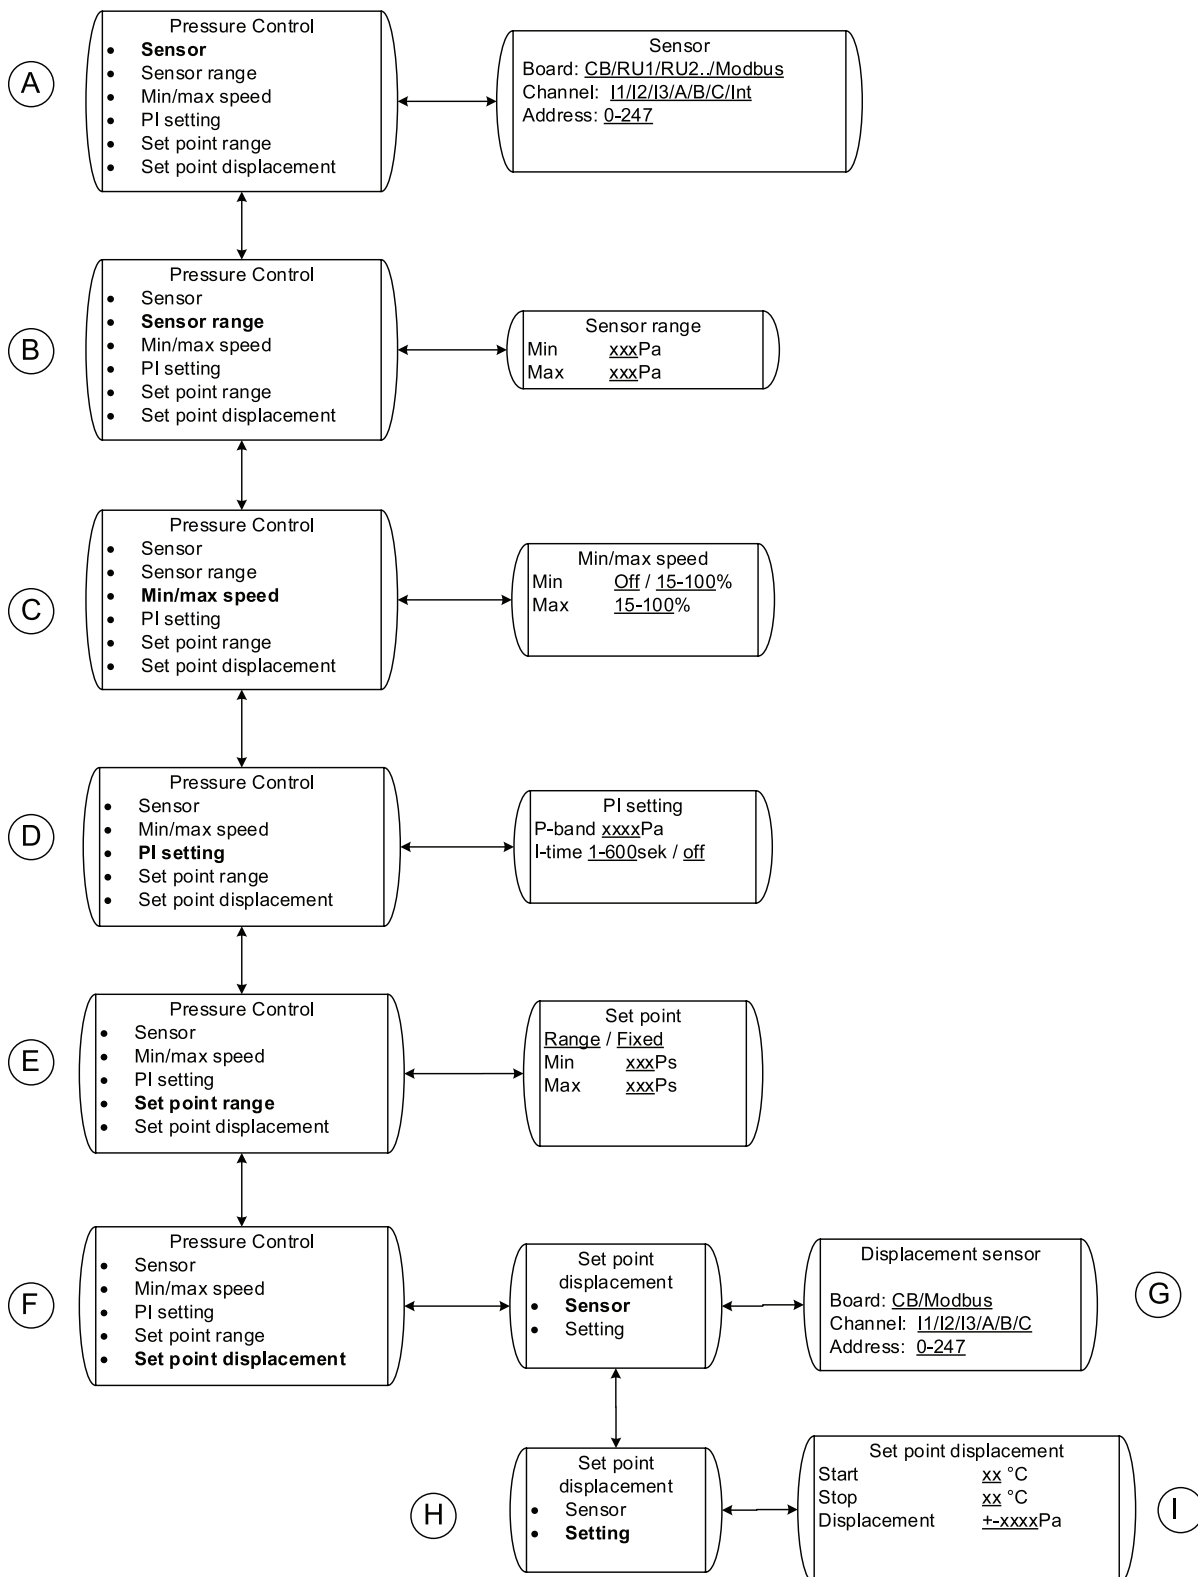 A
Pressure Control
• Sensor
• Sensor range
• Min/max speed
• PI setting
• Set point range
• Set point displacement
Sensor
Board: CB/RU1/RU2../Modbus
Channel: I1/I2/I3/A/B/C/Int
Address: 0-247
B
Pressure Control
• Sensor
• Sensor range
• Min/max speed
• PI setting
• Set point range
• Set point displacement
Sensor range
Min xxxPa
Max xxxPa
C
Pressure Control
• Sensor
• Sensor range
• Min/max speed
• PI setting
• Set point range
• Set point displacement
Min/max speed
Min Off / 15-100%
Max 15-100%
D
Pressure Control
• Sensor
• Min/max speed
• PI setting
• Set point range
• Set point displacement
PI setting
P-band xxxxPa
I-time 1-600sek / off
E
Pressure Control
• Sensor
• Min/max speed
• PI setting
• Set point range
• Set point displacement
Set point
Range / Fixed
Min xxxPs
Max xxxPs
F
Pressure Control
• Sensor
• Min/max speed
• PI setting
• Set point range
• Set point displacement
Set point
displacement
• Sensor
• Setting
Displacement sensor
Board: CB/Modbus
Channel: I1/I2/I3/A/B/C
Address: 0-247
G
H
Set point
displacement
• Sensor
• Setting
Set point displacement
Start xx °C
Stop xx °C
Displacement +-xxxxPa
I